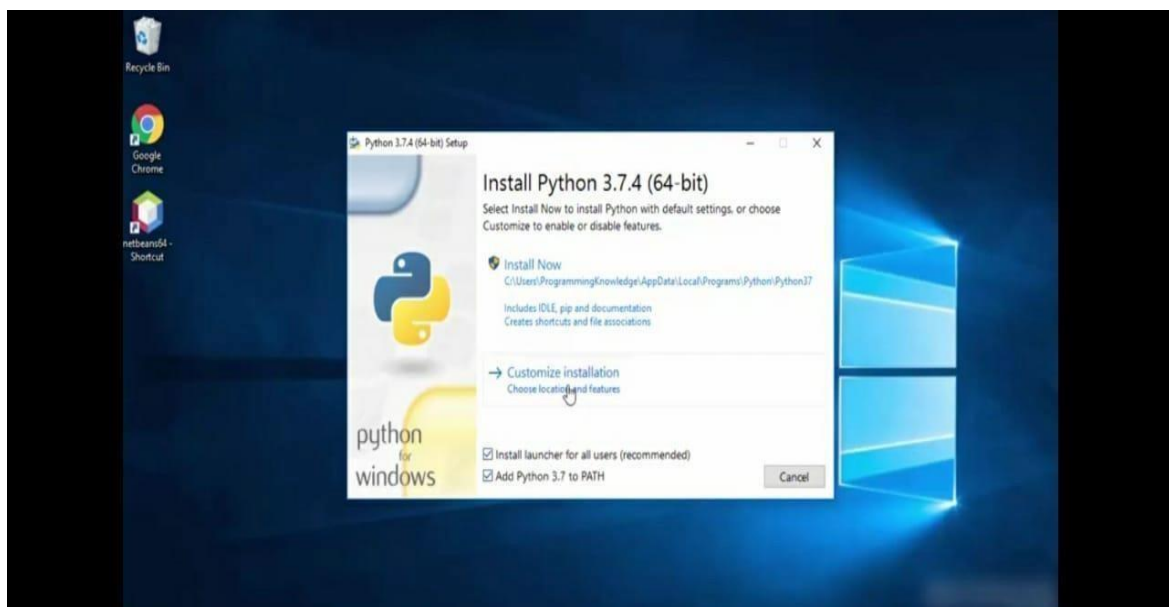 Recycle Bin
Google
Chrome
netbeans64 -
Shortcut
Python 3.7.4 (64-bit) Setup
Install Python 3.7.4 (64-bit)
Select Install Now to install Python with default settings, or choose
Customize to enable or disable features.
Install Now
C:\Users\ProgrammingKnowledge\AppData\Local\Programs\Python\Python37
Includes IDLE, pip and documentation
Creates shortcuts and file associations
Customize installation
Choose location and features
python
for
windows
Install launcher for all users (recommended)
Add Python 3.7 to PATH
Cancel